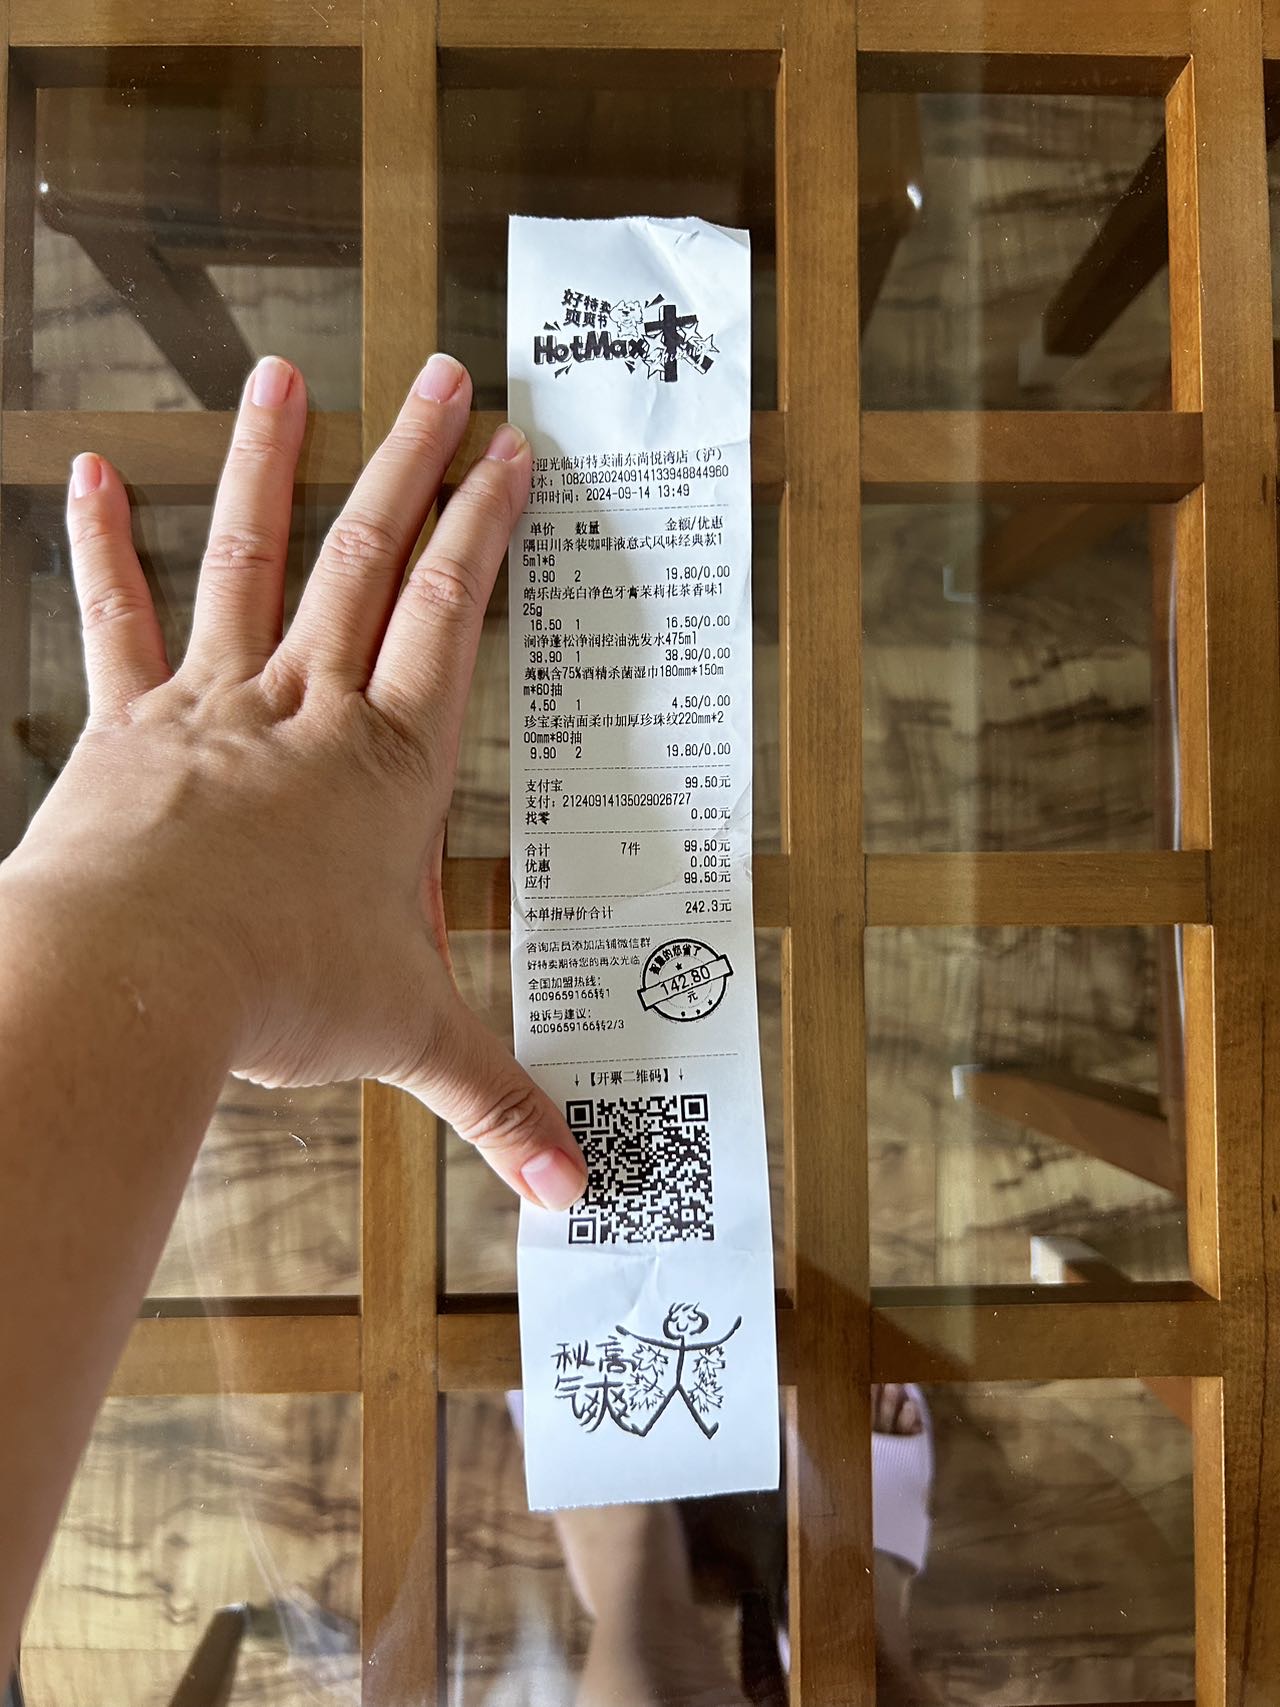 好特卖
爽爽节
HotMax
迎光临好特卖浦东尚悦湾店（沪）
水：10820820240914133948844960
印时间：2024-09-14 13:49
单价 数量 金额/优惠
隅田川条装咖啡液意式风味经典款1
5ml*6
9.90 2 19.80/0.00
皓乐齿亮白净色牙膏茉莉花茶香味1
25g
16.50 1 16.50/0.00
涧净蓬松净润控油洗发水475ml
38.90 1 38.90/0.00
飘含75%酒精杀菌湿巾180mm*150m
m*60抽
4.50 1 4.50/0.00
珍宝柔洁面柔巾加厚珍珠纹220mm*2
00mm*80抽
9.90 2 19.80/0.00
支付宝 99.50元
支付：21240914135029026727
找零 0.00元
合计 7件 99.50元
优惠 0.00元
应付 99.50元
本单指导价合计 242.3元
咨询店员添加店铺微信群
好特卖期待您的再次光临
全国加盟热线：
4009659166转1
投诉与建议：
4009659166转2/3
的您省了
142.80
元
↓【开票二维码】↓
秋高
气爽